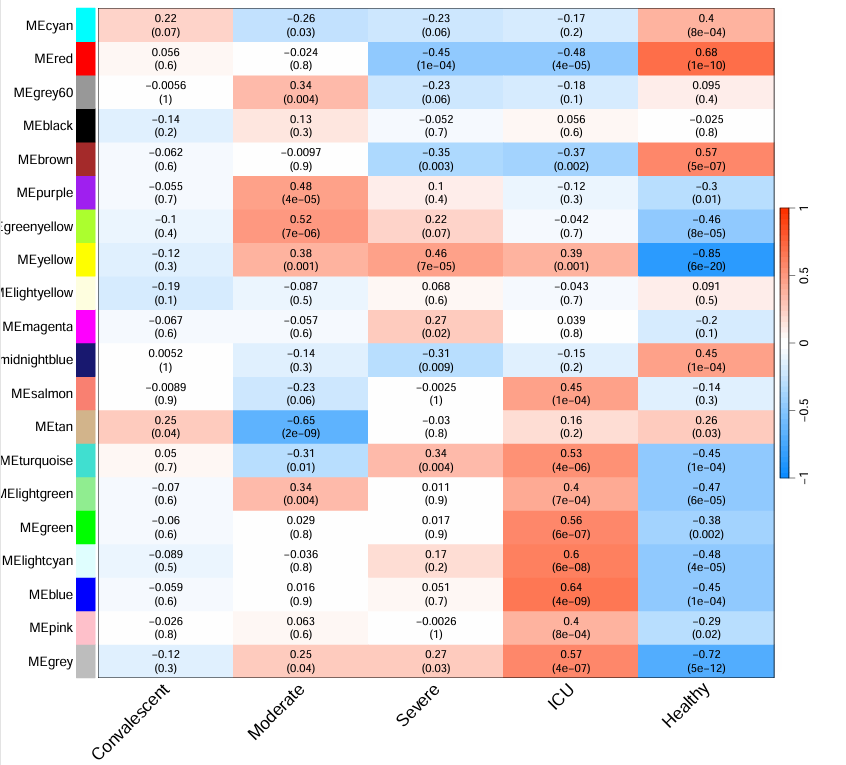 MEcyan 0.22 −0.26 −0.23 −0.17 0.4
(0.07) (0.03) (0.06) (0.2) (8e−04)
MEred 0.056 −0.024 −0.45 −0.48 0.68
(0.6) (0.8) (1e−04) (4e−05) (1e−10)
MEgrey60 −0.0056 0.34 −0.23 −0.18 0.095
(1) (0.004) (0.06) (0.1) (0.4)
MEblack −0.14 0.13 −0.052 0.056 −0.025
(0.2) (0.3) (0.7) (0.6) (0.8)
MEbrown −0.062 −0.0097 −0.35 −0.37 0.57
(0.6) (0.9) (0.003) (0.002) (5e−07)
MEpurple −0.055 0.48 0.1 −0.12 −0.3
(0.7) (4e−05) (0.4) (0.3) (0.01)
greenyellow −0.1 0.52 0.22 −0.042 −0.46
(0.4) (7e−06) (0.07) (0.7) (8e−05)
MEyellow −0.12 0.38 0.46 0.39 −0.85
(0.3) (0.001) (7e−05) (0.001) (6e−20)
MElightyellow −0.19 −0.087 0.068 −0.043 0.091
(0.1) (0.5) (0.6) (0.7) (0.5)
MEmagenta −0.067 −0.057 0.27 0.039 −0.2
(0.6) (0.6) (0.02) (0.8) (0.1)
midnightblue 0.0052 −0.14 −0.31 −0.15 0.45
(1) (0.3) (0.009) (0.2) (1e−04)
MEsalmon −0.0089 −0.23 −0.0025 0.45 −0.14
(0.9) (0.06) (1) (1e−04) (0.3)
MEtan 0.25 −0.65 −0.03 0.16 0.26
(0.04) (2e−09) (0.8) (0.2) (0.03)
MEturquoise 0.05 −0.31 0.34 0.53 −0.45
(0.7) (0.01) (0.004) (4e−06) (1e−04)
MElightgreen −0.07 0.34 0.011 0.4 −0.47
(0.6) (0.004) (0.9) (7e−04) (6e−05)
MEgreen −0.06 0.029 0.017 0.56 −0.38
(0.6) (0.8) (0.9) (6e−07) (0.002)
MElightcyan −0.089 −0.036 0.17 0.6 −0.48
(0.5) (0.8) (0.2) (6e−08) (4e−05)
MEblue −0.059 0.016 0.051 0.64 −0.45
(0.6) (0.9) (0.7) (4e−09) (1e−04)
MEpink −0.026 0.063 −0.0026 0.4 −0.29
(0.8) (0.6) (1) (8e−04) (0.02)
MEgrey −0.12 0.25 0.27 0.57 −0.72
(0.3) (0.04) (0.03) (4e−07) (5e−12)
Convalescent Moderate Severe ICU Healthy
1
0.5
0
−0.5
−1